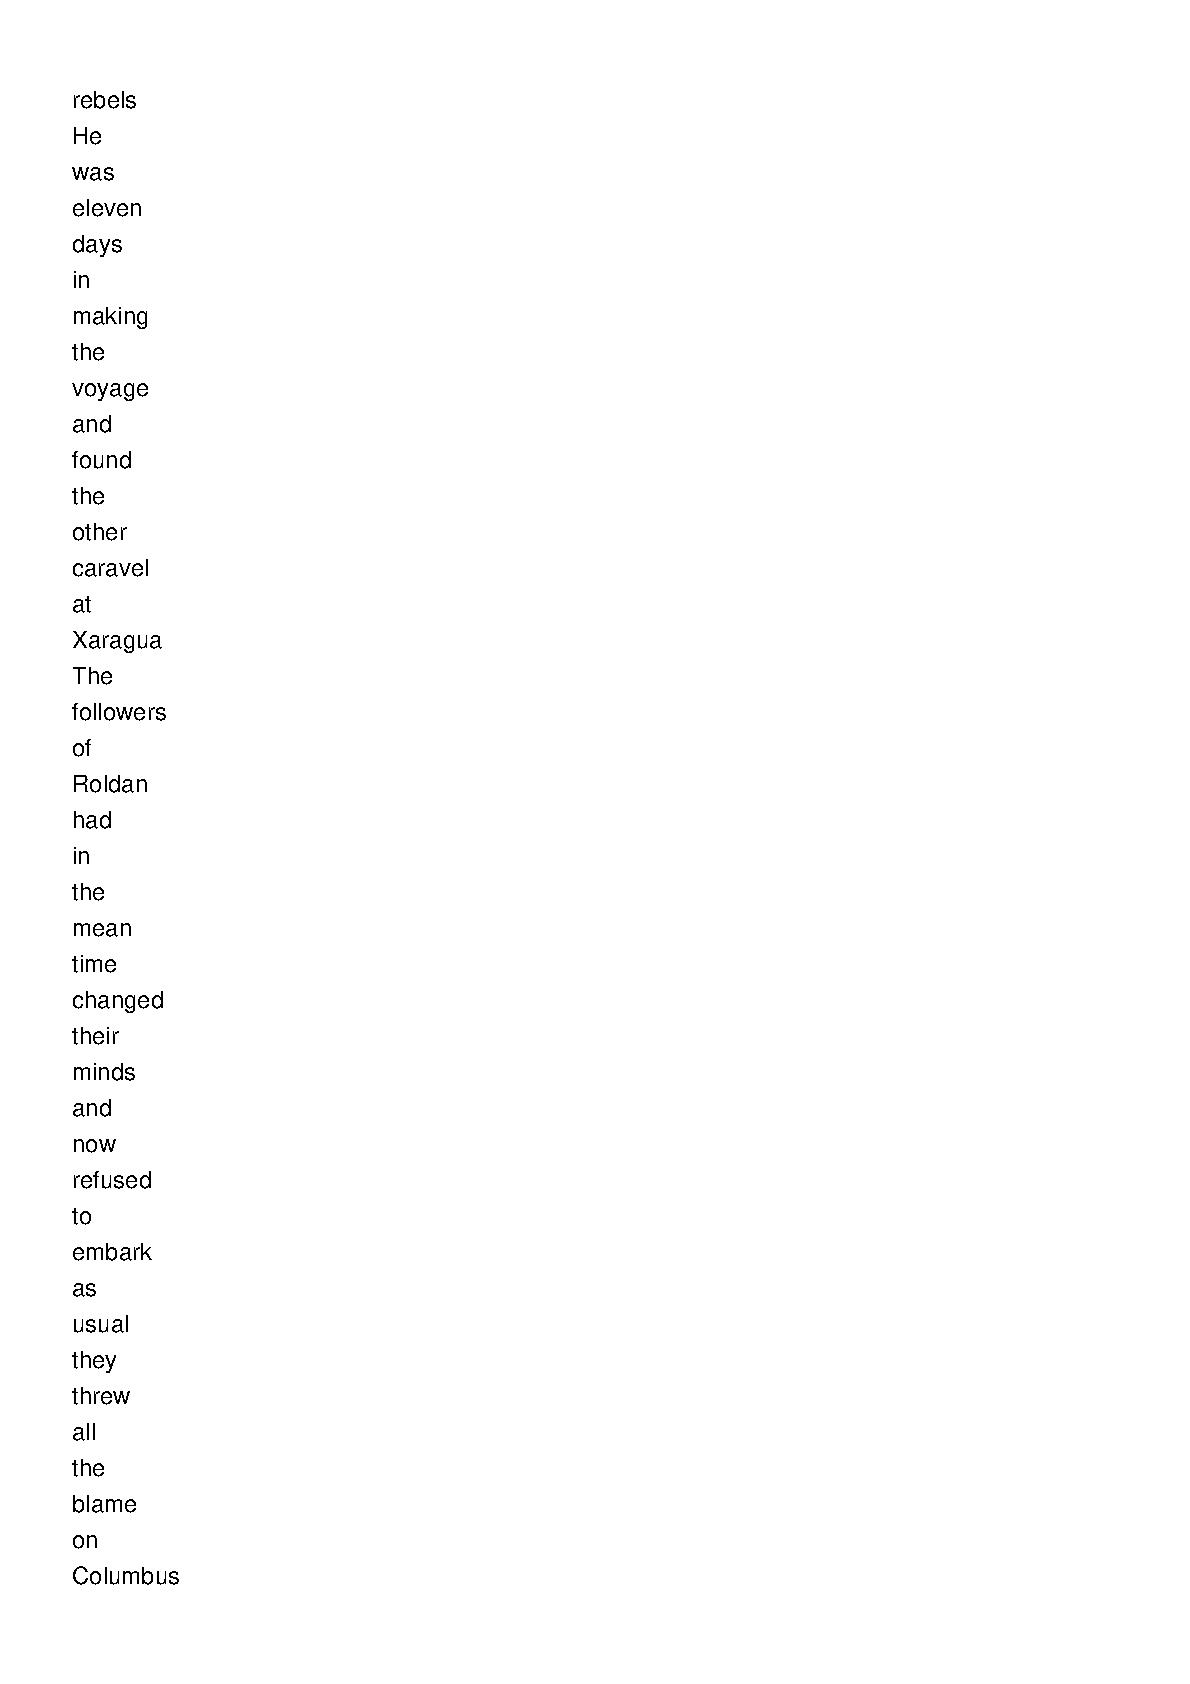 rebels
He
was
eleven
days
in
making
the
voyage
and
found
the
other
caravel
at
Xaragua
The
followers
of
Roldan
had
in
the
mean
time
changed
their
minds
and
now
refused
to
embark
as
usual
they
threw
all
the
blame
on
Columbus